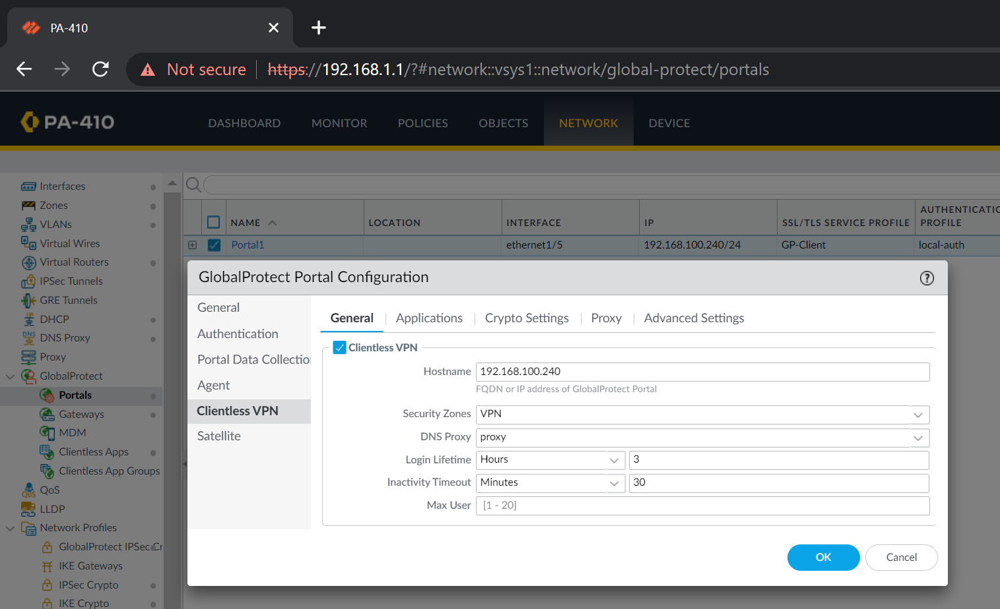 PA-410
Not secure
https://192.168.1.1/?#network::vsys1::network/global-protect/portals
PA-410
DASHBOARD
MONITOR
POLICIES
OBJECTS
NETWORK
DEVICE
Interfaces
Zones
VLANs
Virtual Wires
Virtual Routers
IPSec Tunnels
GRE Tunnels
DHCP
DNS Proxy
Proxy
GlobalProtect
Portals
Gateways
MDM
Clientless Apps
Clientless App Groups
QoS
LLDP
Network Profiles
GlobalProtect IPSec Cr
IKE Gateways
IPSec Crypto
IKE Crypto
NAME
LOCATION
INTERFACE
IP
SSL/TLS SERVICE PROFILE
AUTHENTICATIO
PROFILE
Portal1
ethernet1/5
192.168.100.240/24
GP-Client
local-auth
GlobalProtect Portal Configuration
General
Authentication
Portal Data Collectio
Agent
Clientless VPN
Satellite
General
Applications
Crypto Settings
Proxy
Advanced Settings
Clientless VPN
Hostname 192.168.100.240
FQDN or IP address of GlobalProtect Portal
Security Zones VPN
DNS Proxy proxy
Login Lifetime Hours 3
Inactivity Timeout Minutes 30
Max User [1 - 20]
OK
Cancel